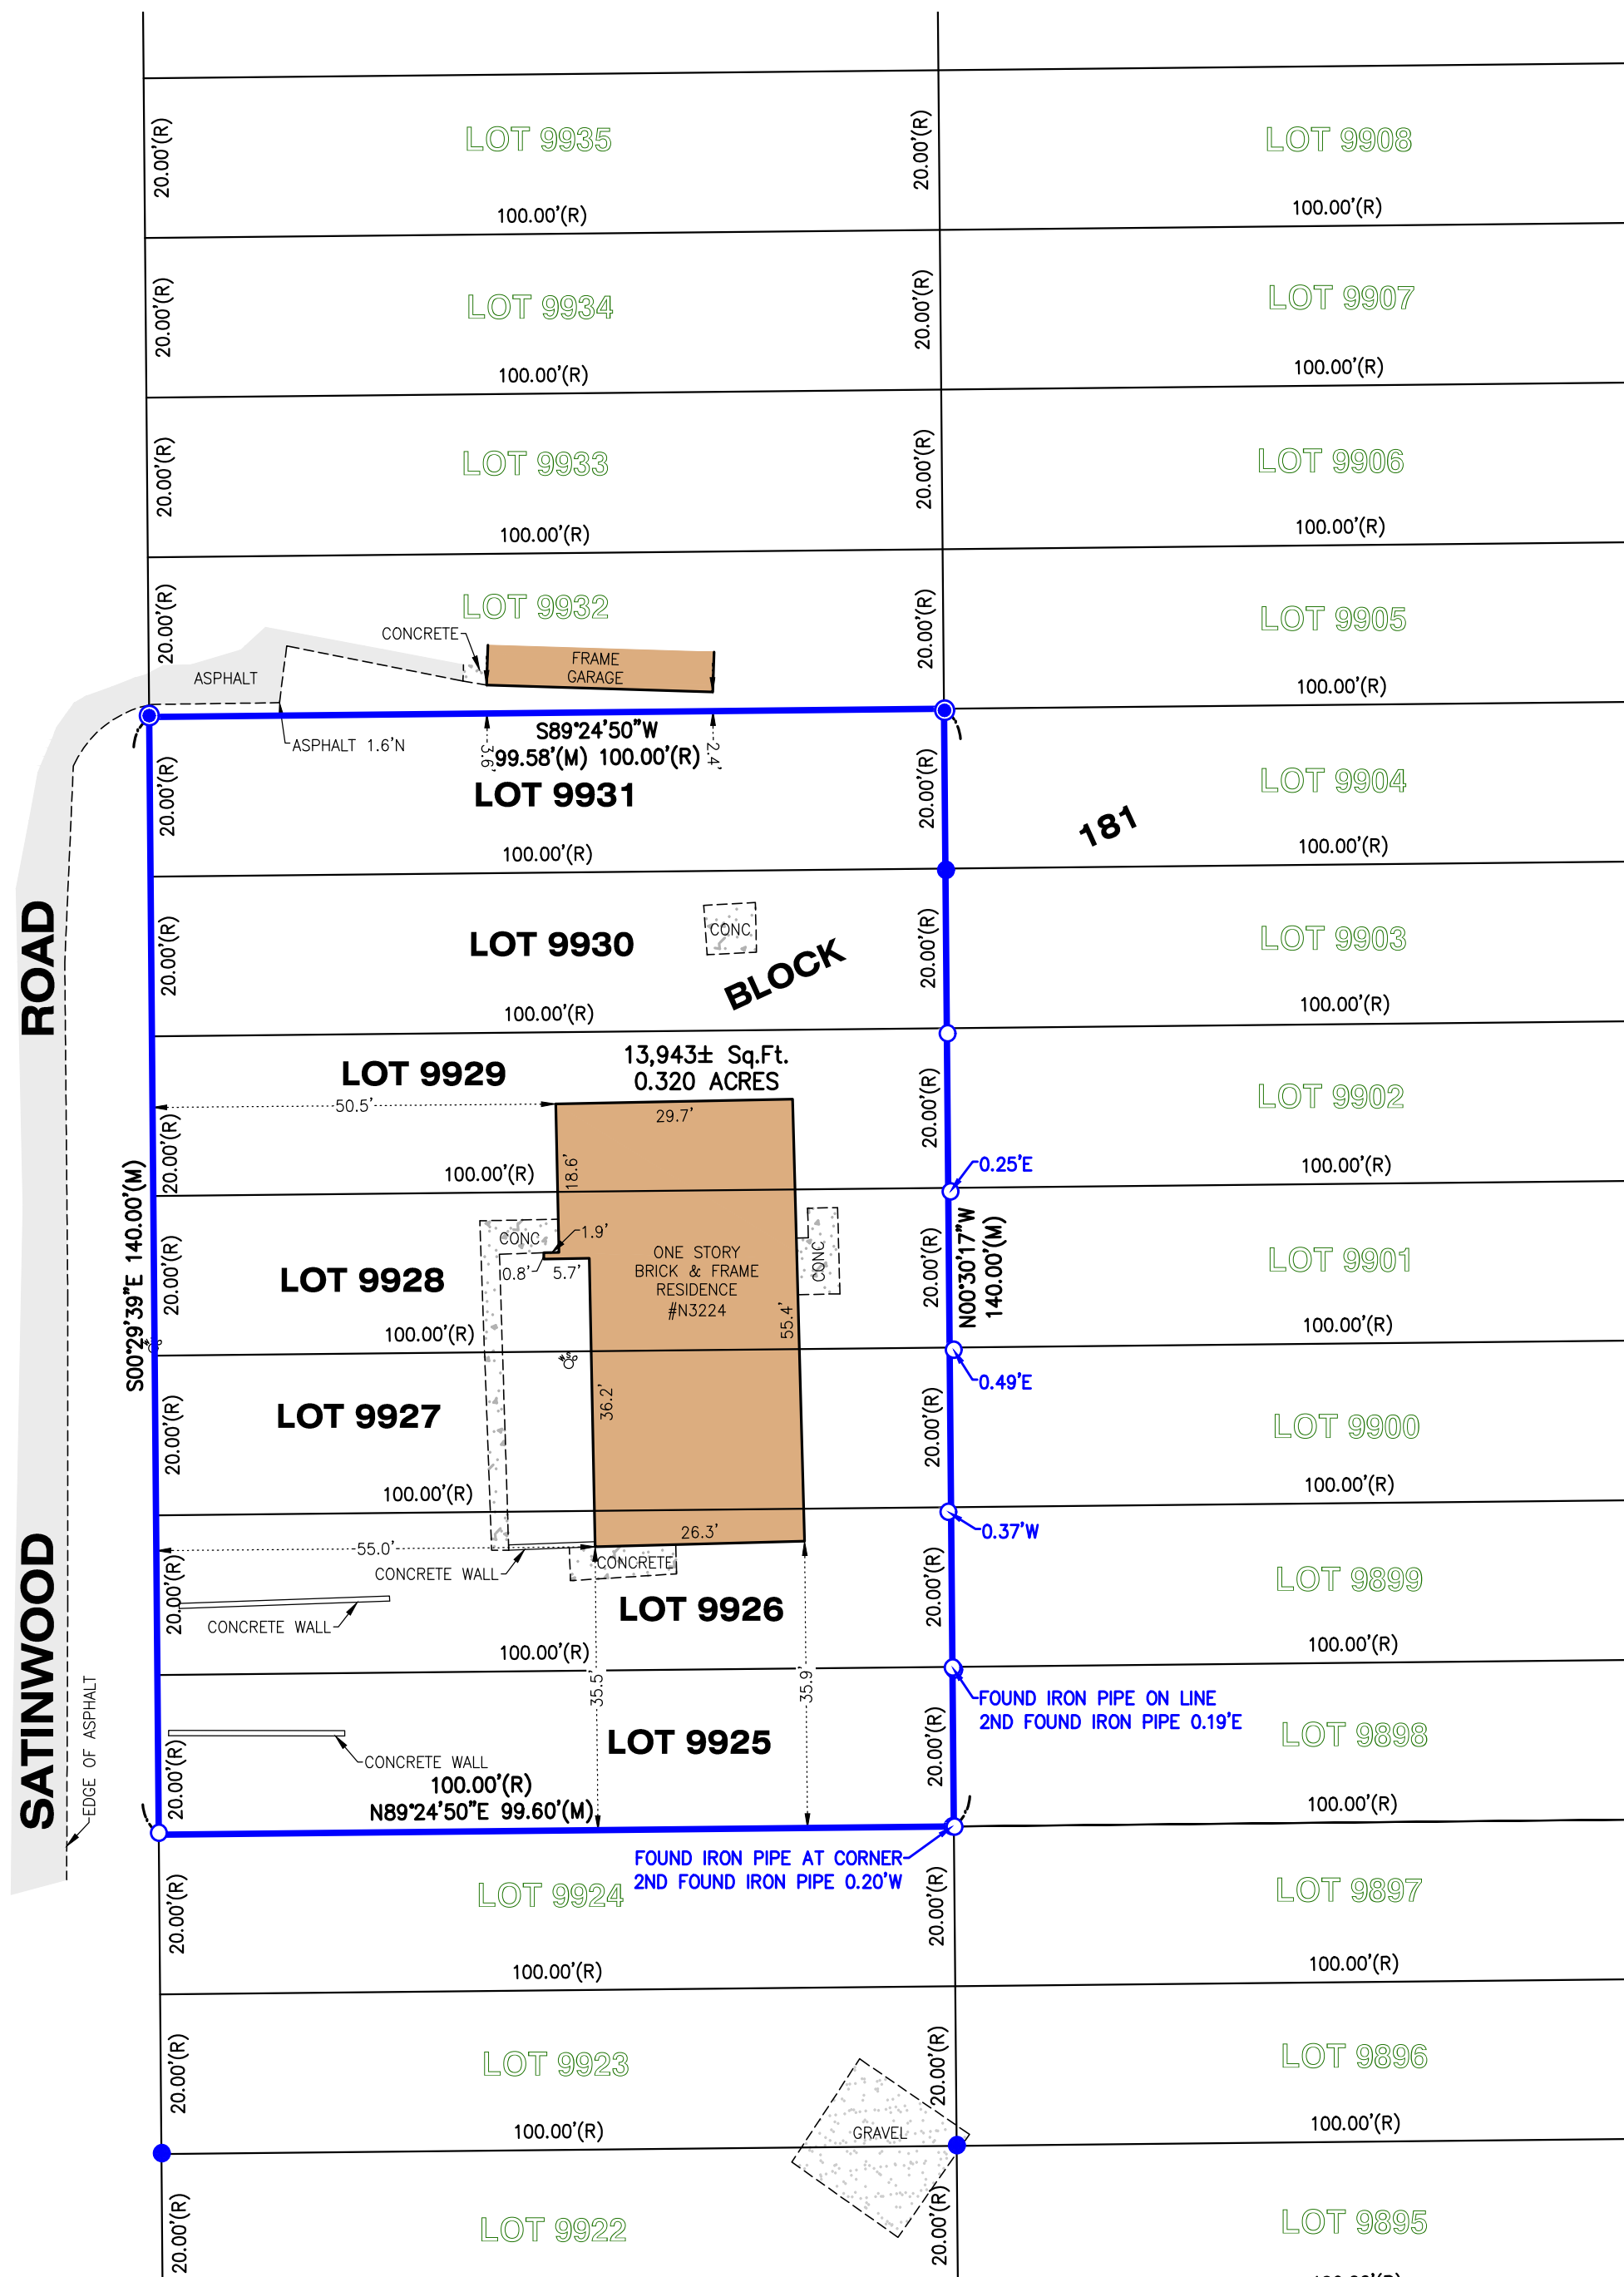 LOT 9935
20.00'(R)
20.00'(R)
100.00'(R)
LOT 9908
100.00'(R)
LOT 9934
20.00'(R)
20.00'(R)
100.00'(R)
LOT 9907
100.00'(R)
LOT 9933
20.00'(R)
20.00'(R)
100.00'(R)
LOT 9906
100.00'(R)
LOT 9932
20.00'(R)
20.00'(R)
LOT 9905
100.00'(R)
CONCRETE
FRAME
GARAGE
ASPHALT
ASPHALT 1.6'N
S89°24'50"W
99.58'(M) 100.00'(R)
3.6'
2.4'
LOT 9931
20.00'(R)
20.00'(R)
100.00'(R)
LOT 9904
100.00'(R)
BLOCK 181
LOT 9930
CONC
20.00'(R)
20.00'(R)
100.00'(R)
LOT 9903
100.00'(R)
13,943± Sq.Ft.
0.320 ACRES
LOT 9929
50.5'
29.7'
18.6'
20.00'(R)
20.00'(R)
100.00'(R)
LOT 9902
100.00'(R)
0.25'E
CONC
1.9'
0.8'
5.7'
ONE STORY
BRICK & FRAME
RESIDENCE
#N3224
CONC
55.4'
LOT 9928
20.00'(R)
20.00'(R)
100.00'(R)
S00°29'39"E 140.00'(M)
N00°30'17"W
140.00'(M)
LOT 9901
100.00'(R)
0.49'E
S
LOT 9927
36.2'
20.00'(R)
20.00'(R)
100.00'(R)
LOT 9900
100.00'(R)
0.37'W
26.3'
55.0'
CONCRETE
CONCRETE WALL
CONCRETE WALL
LOT 9926
20.00'(R)
20.00'(R)
100.00'(R)
LOT 9899
100.00'(R)
35.5'
35.9'
FOUND IRON PIPE ON LINE
2ND FOUND IRON PIPE 0.19'E
LOT 9925
CONCRETE WALL
20.00'(R)
20.00'(R)
100.00'(R)
N89°24'50"E 99.60'(M)
LOT 9898
100.00'(R)
FOUND IRON PIPE AT CORNER
2ND FOUND IRON PIPE 0.20'W
SATINWOOD ROAD
EDGE OF ASPHALT
LOT 9924
20.00'(R)
20.00'(R)
100.00'(R)
LOT 9897
100.00'(R)
LOT 9923
20.00'(R)
20.00'(R)
100.00'(R)
LOT 9896
100.00'(R)
GRAVEL
LOT 9922
20.00'(R)
20.00'(R)
LOT 9895